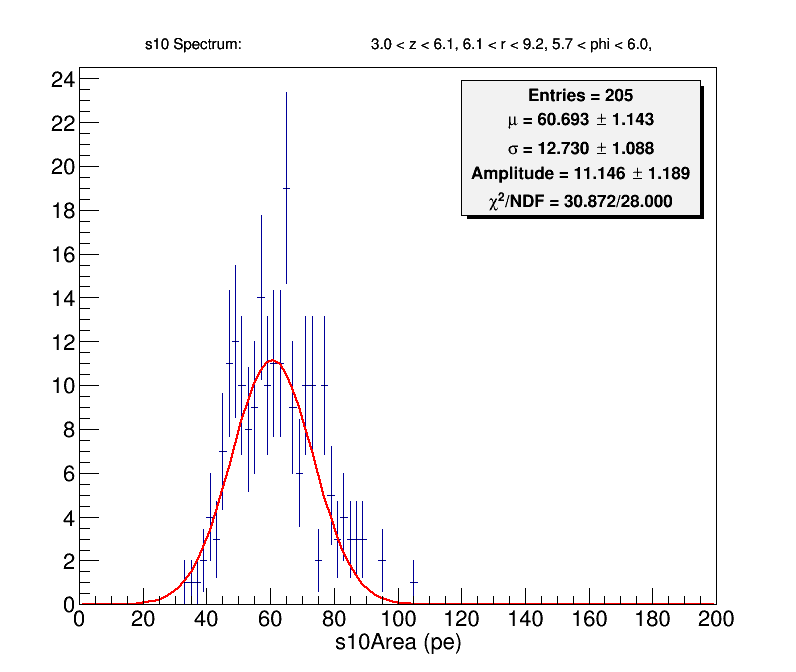 s10 Spectrum: 3.0 < z < 6.1, 6.1 < r < 9.2, 5.7 < phi < 6.0,
Entries = 205
μ = 60.693 ± 1.143
σ = 12.730 ± 1.088
Amplitude = 11.146 ± 1.189
χ²/NDF = 30.872/28.000
24
22
20
18
16
14
12
10
8
6
4
2
0
0 20 40 60 80 100 120 140 160 180 200
s10Area (pe)